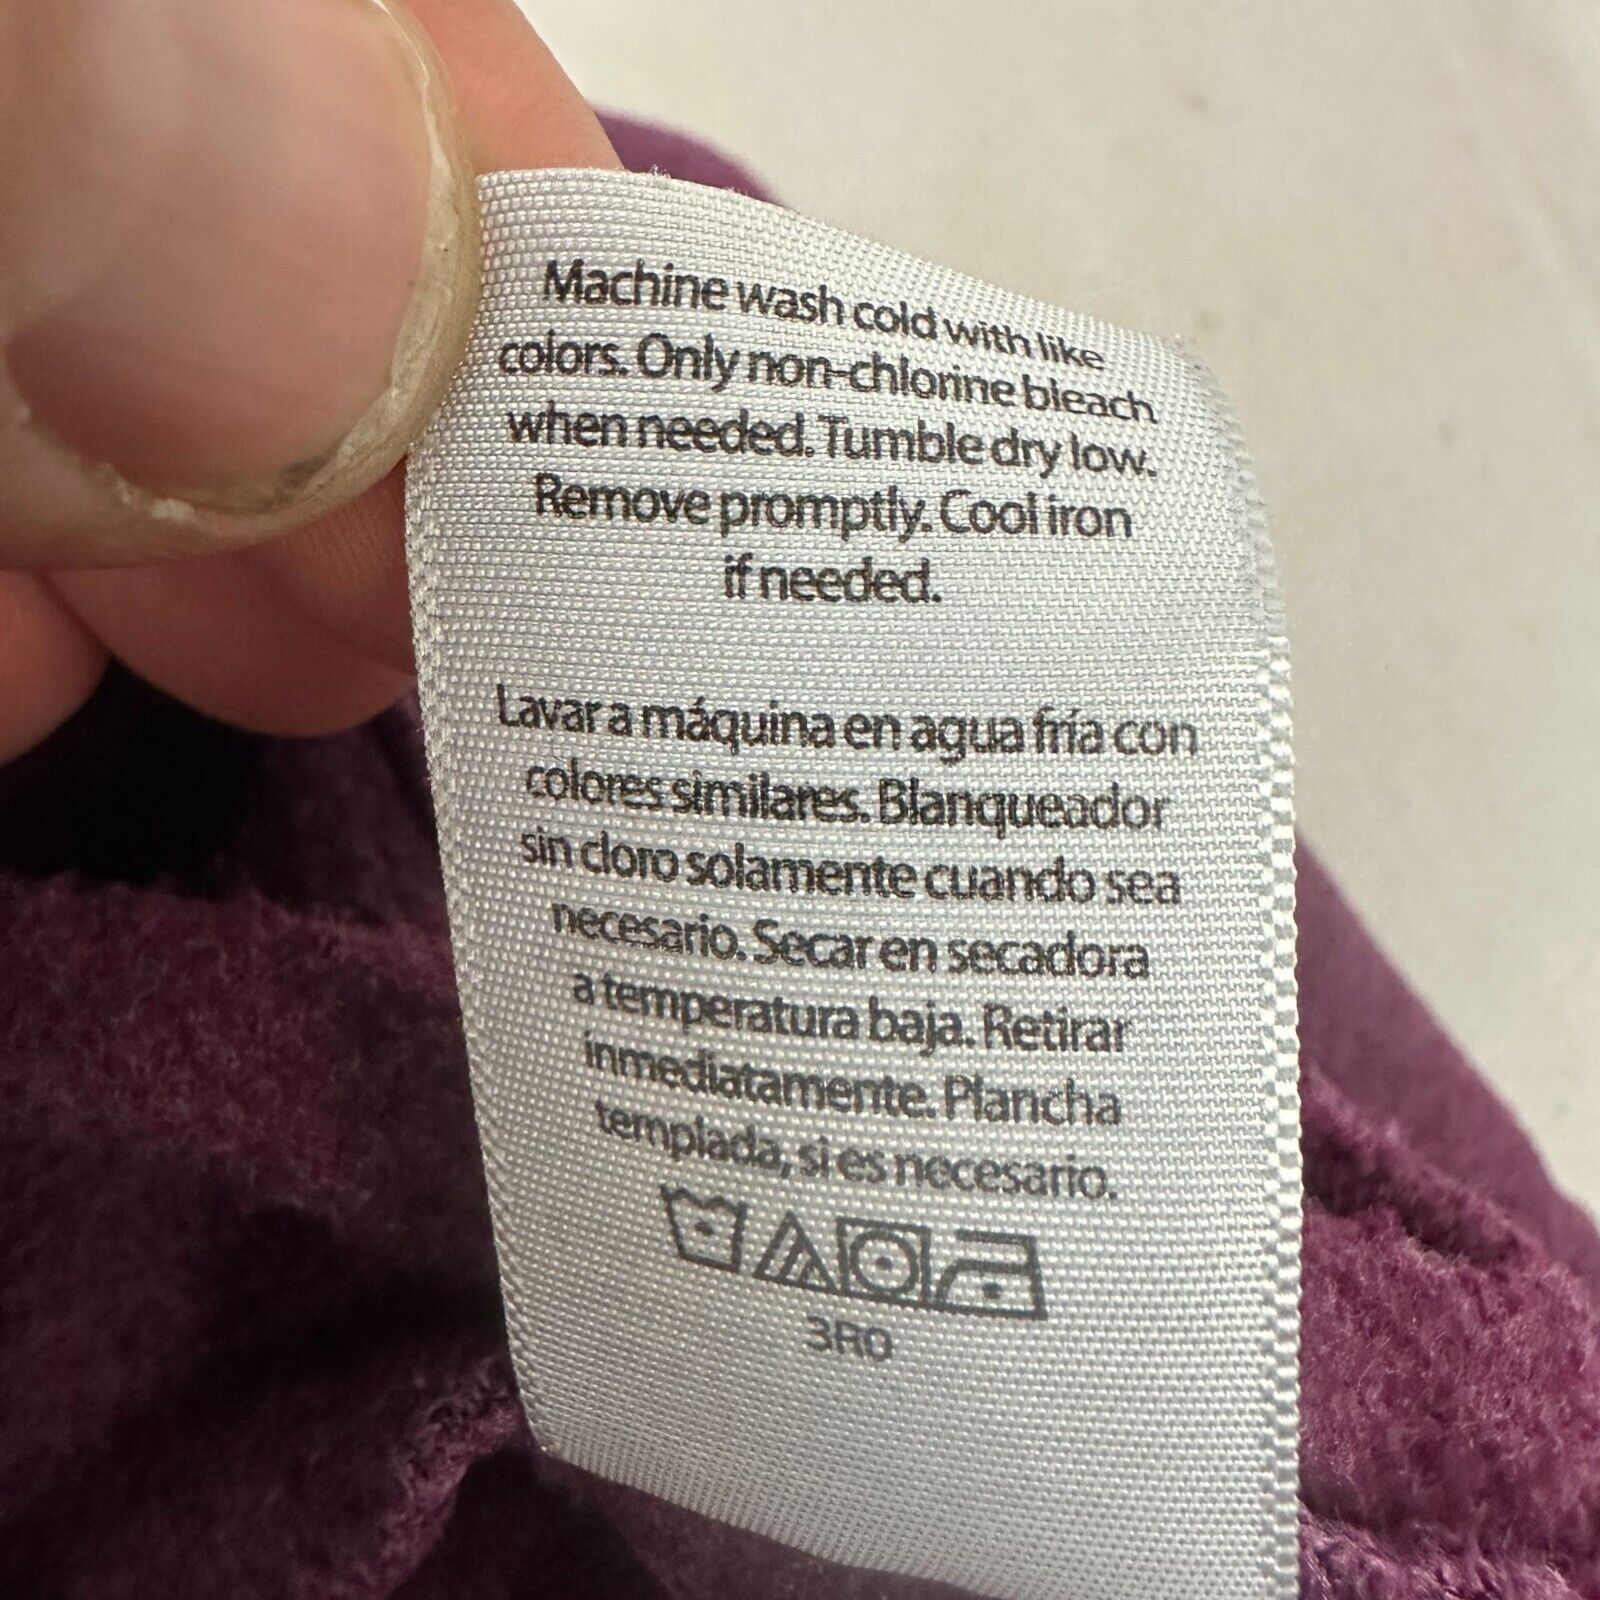 Machine wash cold with like
colors. Only non-chlorine bleach
when needed. Tumble dry low.
Remove promptly. Cool iron
if needed.
Lavar a máquina en agua fría con
colores similares. Blanqueador
sin cloro solamente cuando sea
necesario. Secar en secadora
a temperatura baja. Retirar
inmediatamente. Plancha
templada, si es necesario.
3R0